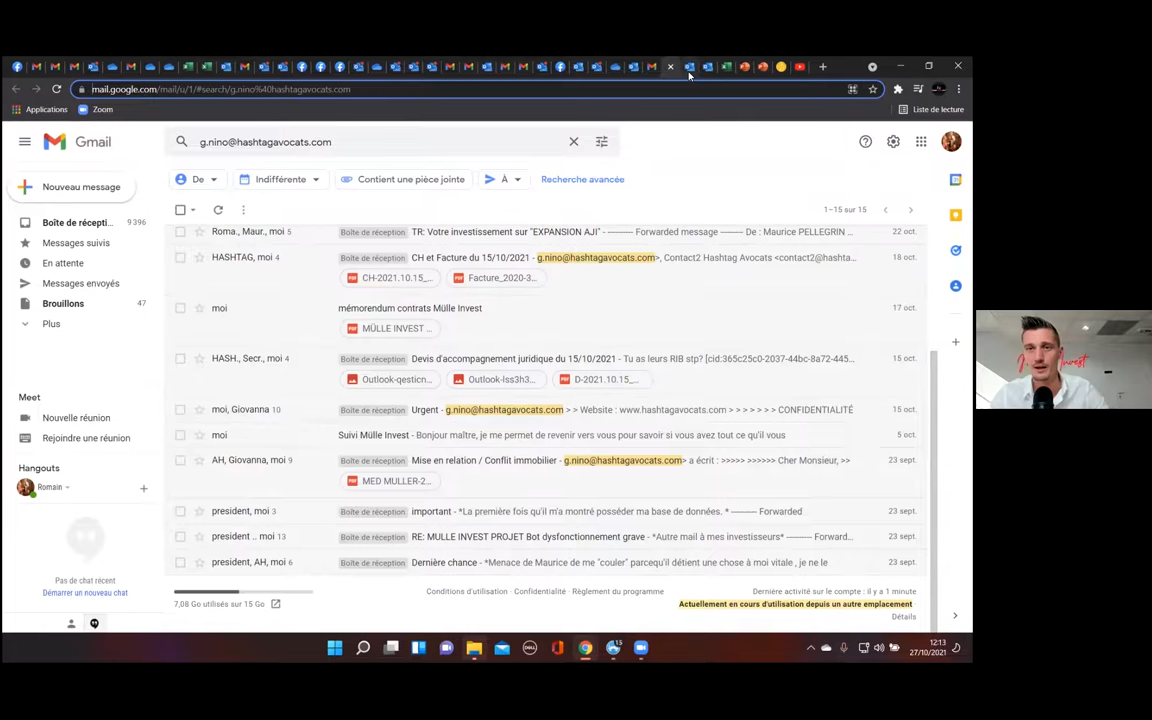 mail.google.com/mail/u/1/#search/g.nino%40hashtagavocats.com
Applications Zoom Liste de lecture
Gmail
g.nino@hashtagavocats.com
Nouveau message
De Indifférente Contient une pièce jointe À Recherche avancée
1–15 sur 15
Boîte de récepti... 9 396
Messages suivis
En attente
Messages envoyés
Brouillons 47
Plus
Roma., Maur., moi 5 Boîte de réception TR: Votre investissement sur "EXPANSION AJI" - ---------- Forwarded message --------- De : Maurice PELLEGRIN ... 22 oct.
HASHTAG, moi 4 Boîte de réception CH et Facture du 15/10/2021 - g.nino@hashtagavocats.com>, Contact2 Hashtag Avocats <contact2@hashta... 18 oct.
CH-2021.10.15_... Facture_2020-3...
moi mémorendum contrats Mülle Invest 17 oct.
MÜLLE INVEST ...
HASH., Secr., moi 4 Boîte de réception Devis d'accompagnement juridique du 15/10/2021 - Tu as leurs RIB stp? [cid:365c25c0-2037-44bc-8a72-445... 15 oct.
Outlook-qesticn... Outlook-lss3h3... D-2021.10.15_...
moi, Giovanna 10 Boîte de réception Urgent - g.nino@hashtagavocats.com > > Website : www.hashtagavocats.com > > > > > > CONFIDENTIALITÉ 15 oct.
moi Suivi Mülle Invest - Bonjour maître, je me permet de revenir vers vous pour savoir si vous avez tout ce qu'il vous 5 oct.
AH, Giovanna, moi 9 Boîte de réception Mise en relation / Conflit immobilier - g.nino@hashtagavocats.com> a écrit : >>>>> >>>>>> Cher Monsieur, >> 23 sept.
MED MULLER-2...
president, moi 3 Boîte de réception important - *La première fois qu'il m'a montré posséder ma base de données. * ---------- Forwarded 23 sept.
president .. moi 13 Boîte de réception RE: MULLE INVEST PROJET Bot dysfonctionnement grave - *Autre mail à mes investisseurs* ---------- Forward... 23 sept.
president, AH, moi 6 Boîte de réception Dernière chance - *Menace de Maurice de me "couler" parcequ'il détient une chose à moi vitale , je ne le 23 sept.
Meet
Nouvelle réunion
Rejoindre une réunion
Hangouts
Romain
Pas de chat récent
Démarrer un nouveau chat
7,08 Go utilisés sur 15 Go
Conditions d'utilisation · Confidentialité · Règlement du programme
Dernière activité sur le compte : il y a 1 minute
Actuellement en cours d'utilisation depuis un autre emplacement ·
Détails
DELL
15
12:13
27/10/2021
Invest